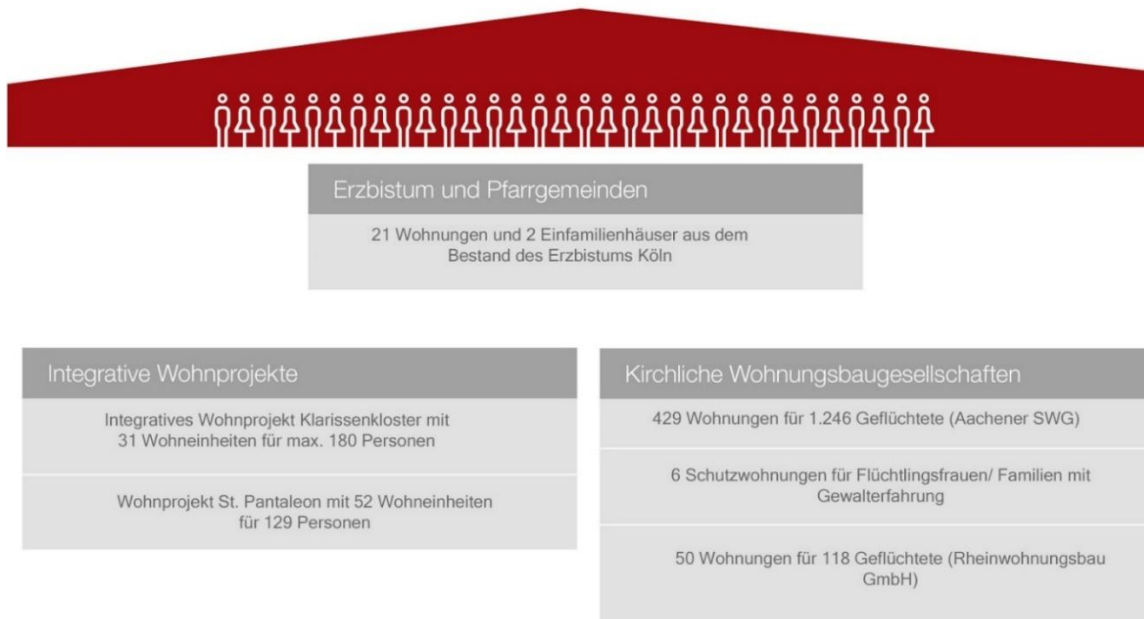 Erzbistum und Pfarrgemeinden
21 Wohnungen und 2 Einfamilienhäuser aus dem
Bestand des Erzbistums Köln
Integrative Wohnprojekte
Integratives Wohnprojekt Klarissenkloster mit
31 Wohneinheiten für max. 180 Personen
Wohnprojekt St. Pantaleon mit 52 Wohneinheiten
für 129 Personen
Kirchliche Wohnungsbaugesellschaften
429 Wohnungen für 1.246 Geflüchtete (Aachener SWG)
6 Schutzwohnungen für Flüchtlingsfrauen/ Familien mit
Gewalterfahrung
50 Wohnungen für 118 Geflüchtete (Rheinwohnungsbau
GmbH)